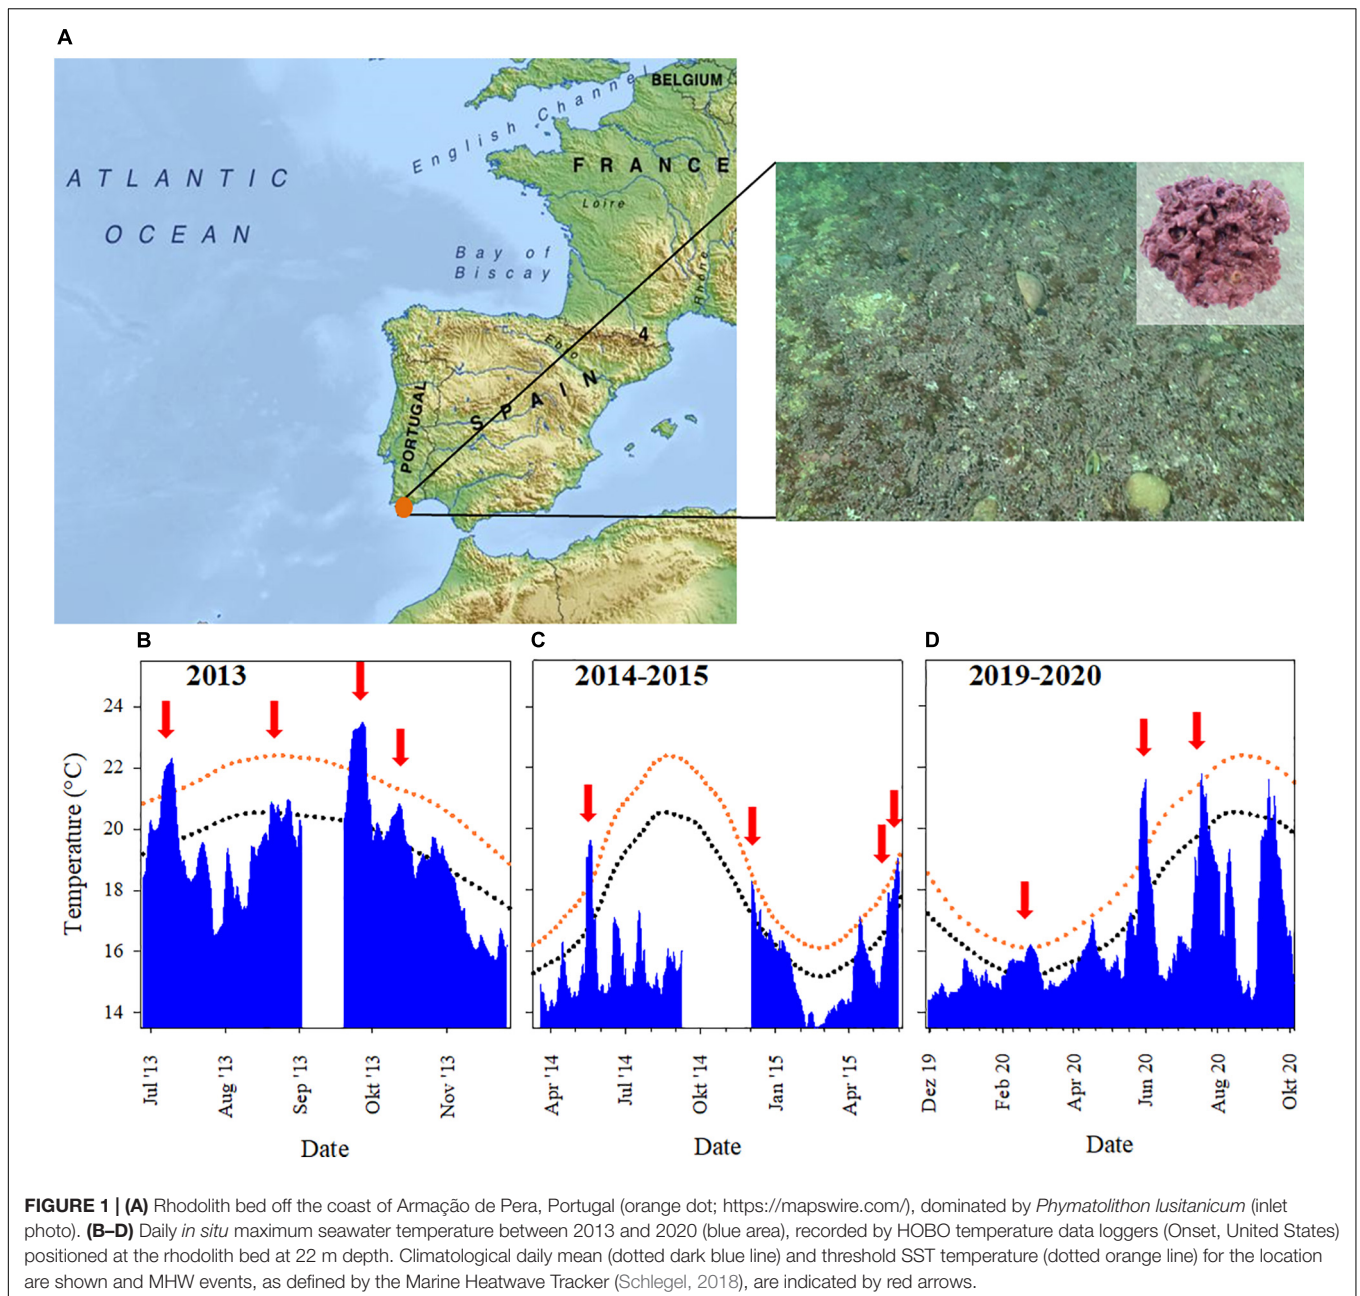 A
BELGIUM
English Channel
ATLANTIC
OCEAN
FRANCE
Loire
Bay of
Biscay
Rhône
4
Ebro
SPAIN
PORTUGAL
B
C
D
2013
2014-2015
2019-2020
24
22
20
18
16
14
Temperature (°C)
Jul '13
Aug '13
Sep '13
Okt '13
Nov '13
Apr '14
Jul '14
Okt '14
Jan '15
Apr '15
Dez 19
Feb 20
Apr 20
Jun 20
Aug 20
Okt 20
Date
Date
Date
FIGURE 1 | (A) Rhodolith bed off the coast of Armação de Pera, Portugal (orange dot; https://mapswire.com/), dominated by Phymatolithon lusitanicum (inlet
photo). (B–D) Daily in situ maximum seawater temperature between 2013 and 2020 (blue area), recorded by HOBO temperature data loggers (Onset, United States)
positioned at the rhodolith bed at 22 m depth. Climatological daily mean (dotted dark blue line) and threshold SST temperature (dotted orange line) for the location
are shown and MHW events, as defined by the Marine Heatwave Tracker (Schlegel, 2018), are indicated by red arrows.